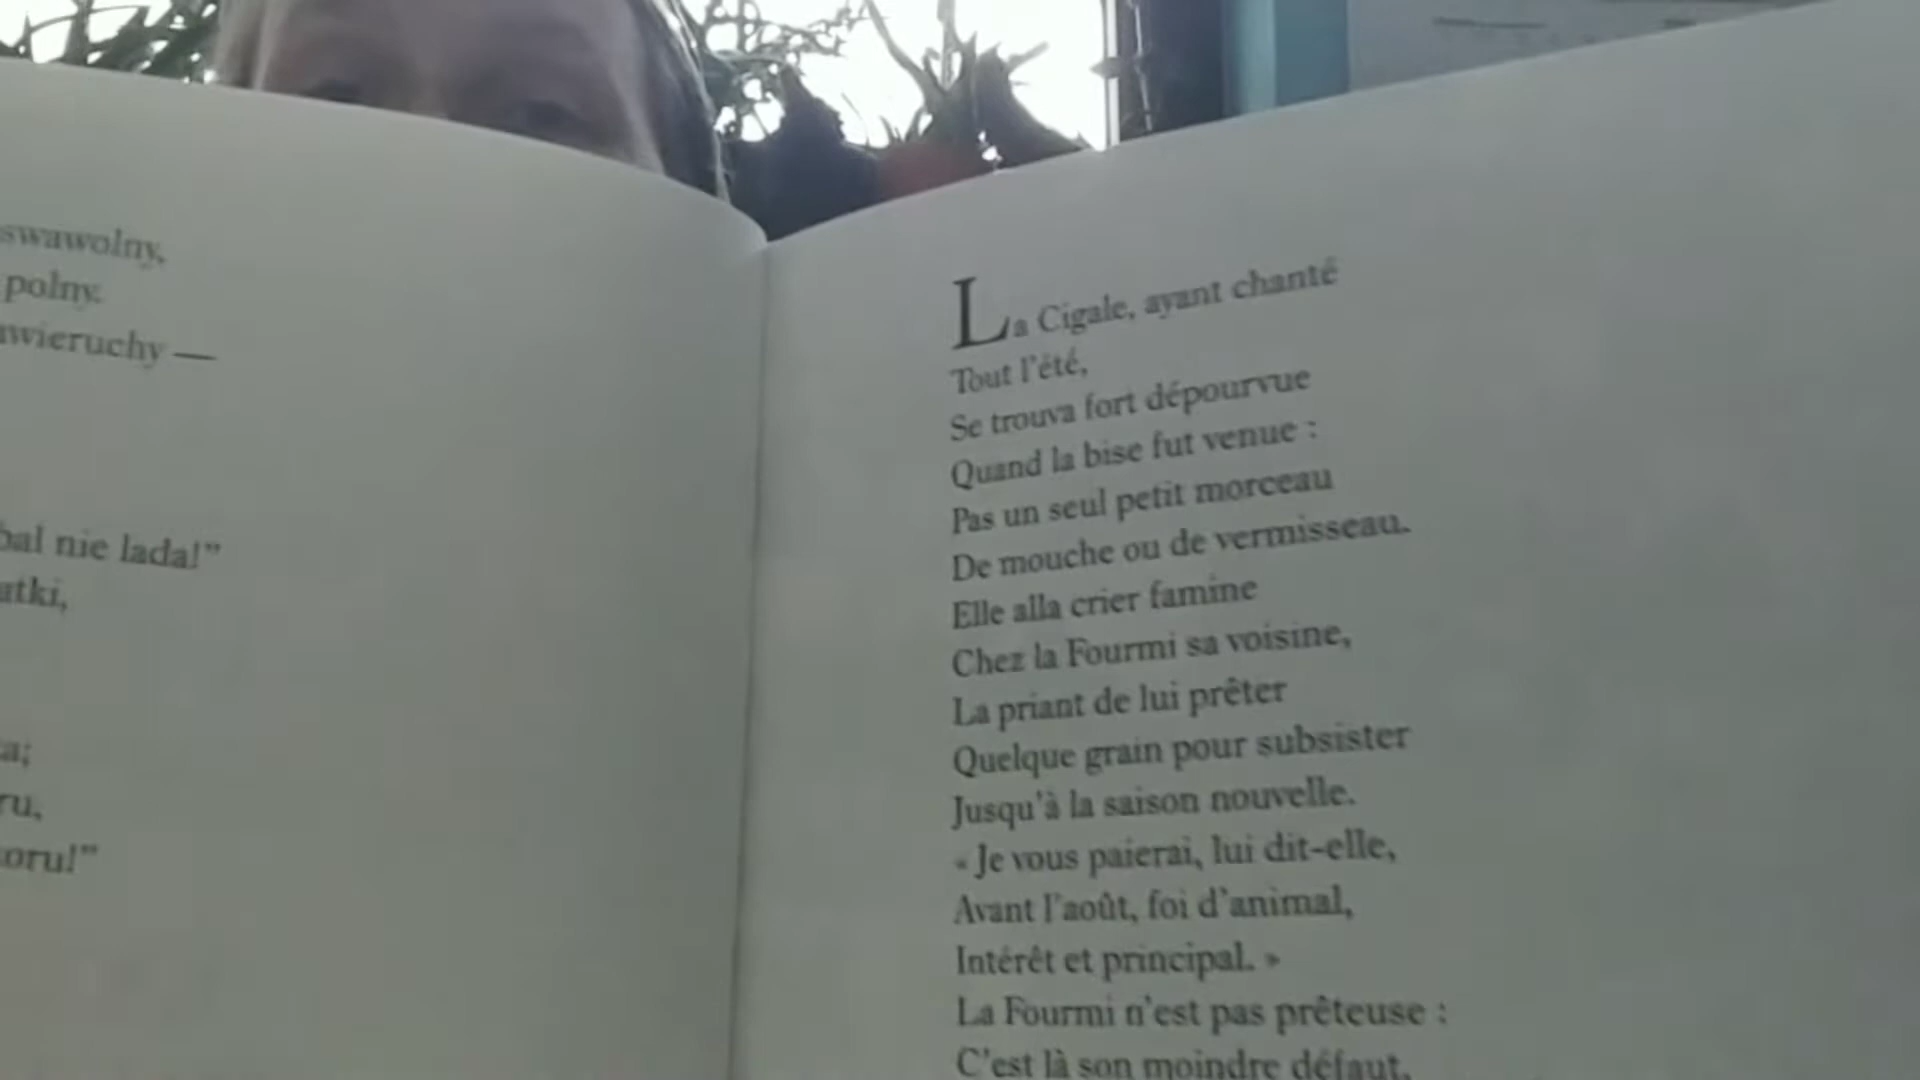 swawolny,
polny.
awieruchy —
bal nie lada!”
atki,
a;
ru,
oru!”
La Cigale, ayant chanté
Tout l'été,
Se trouva fort dépourvue
Quand la bise fut venue :
Pas un seul petit morceau
De mouche ou de vermisseau.
Elle alla crier famine
Chez la Fourmi sa voisine,
La priant de lui prêter
Quelque grain pour subsister
Jusqu'à la saison nouvelle.
« Je vous paierai, lui dit-elle,
Avant l'août, foi d'animal,
Intérêt et principal. »
La Fourmi n'est pas prêteuse :
C'est là son moindre défaut.